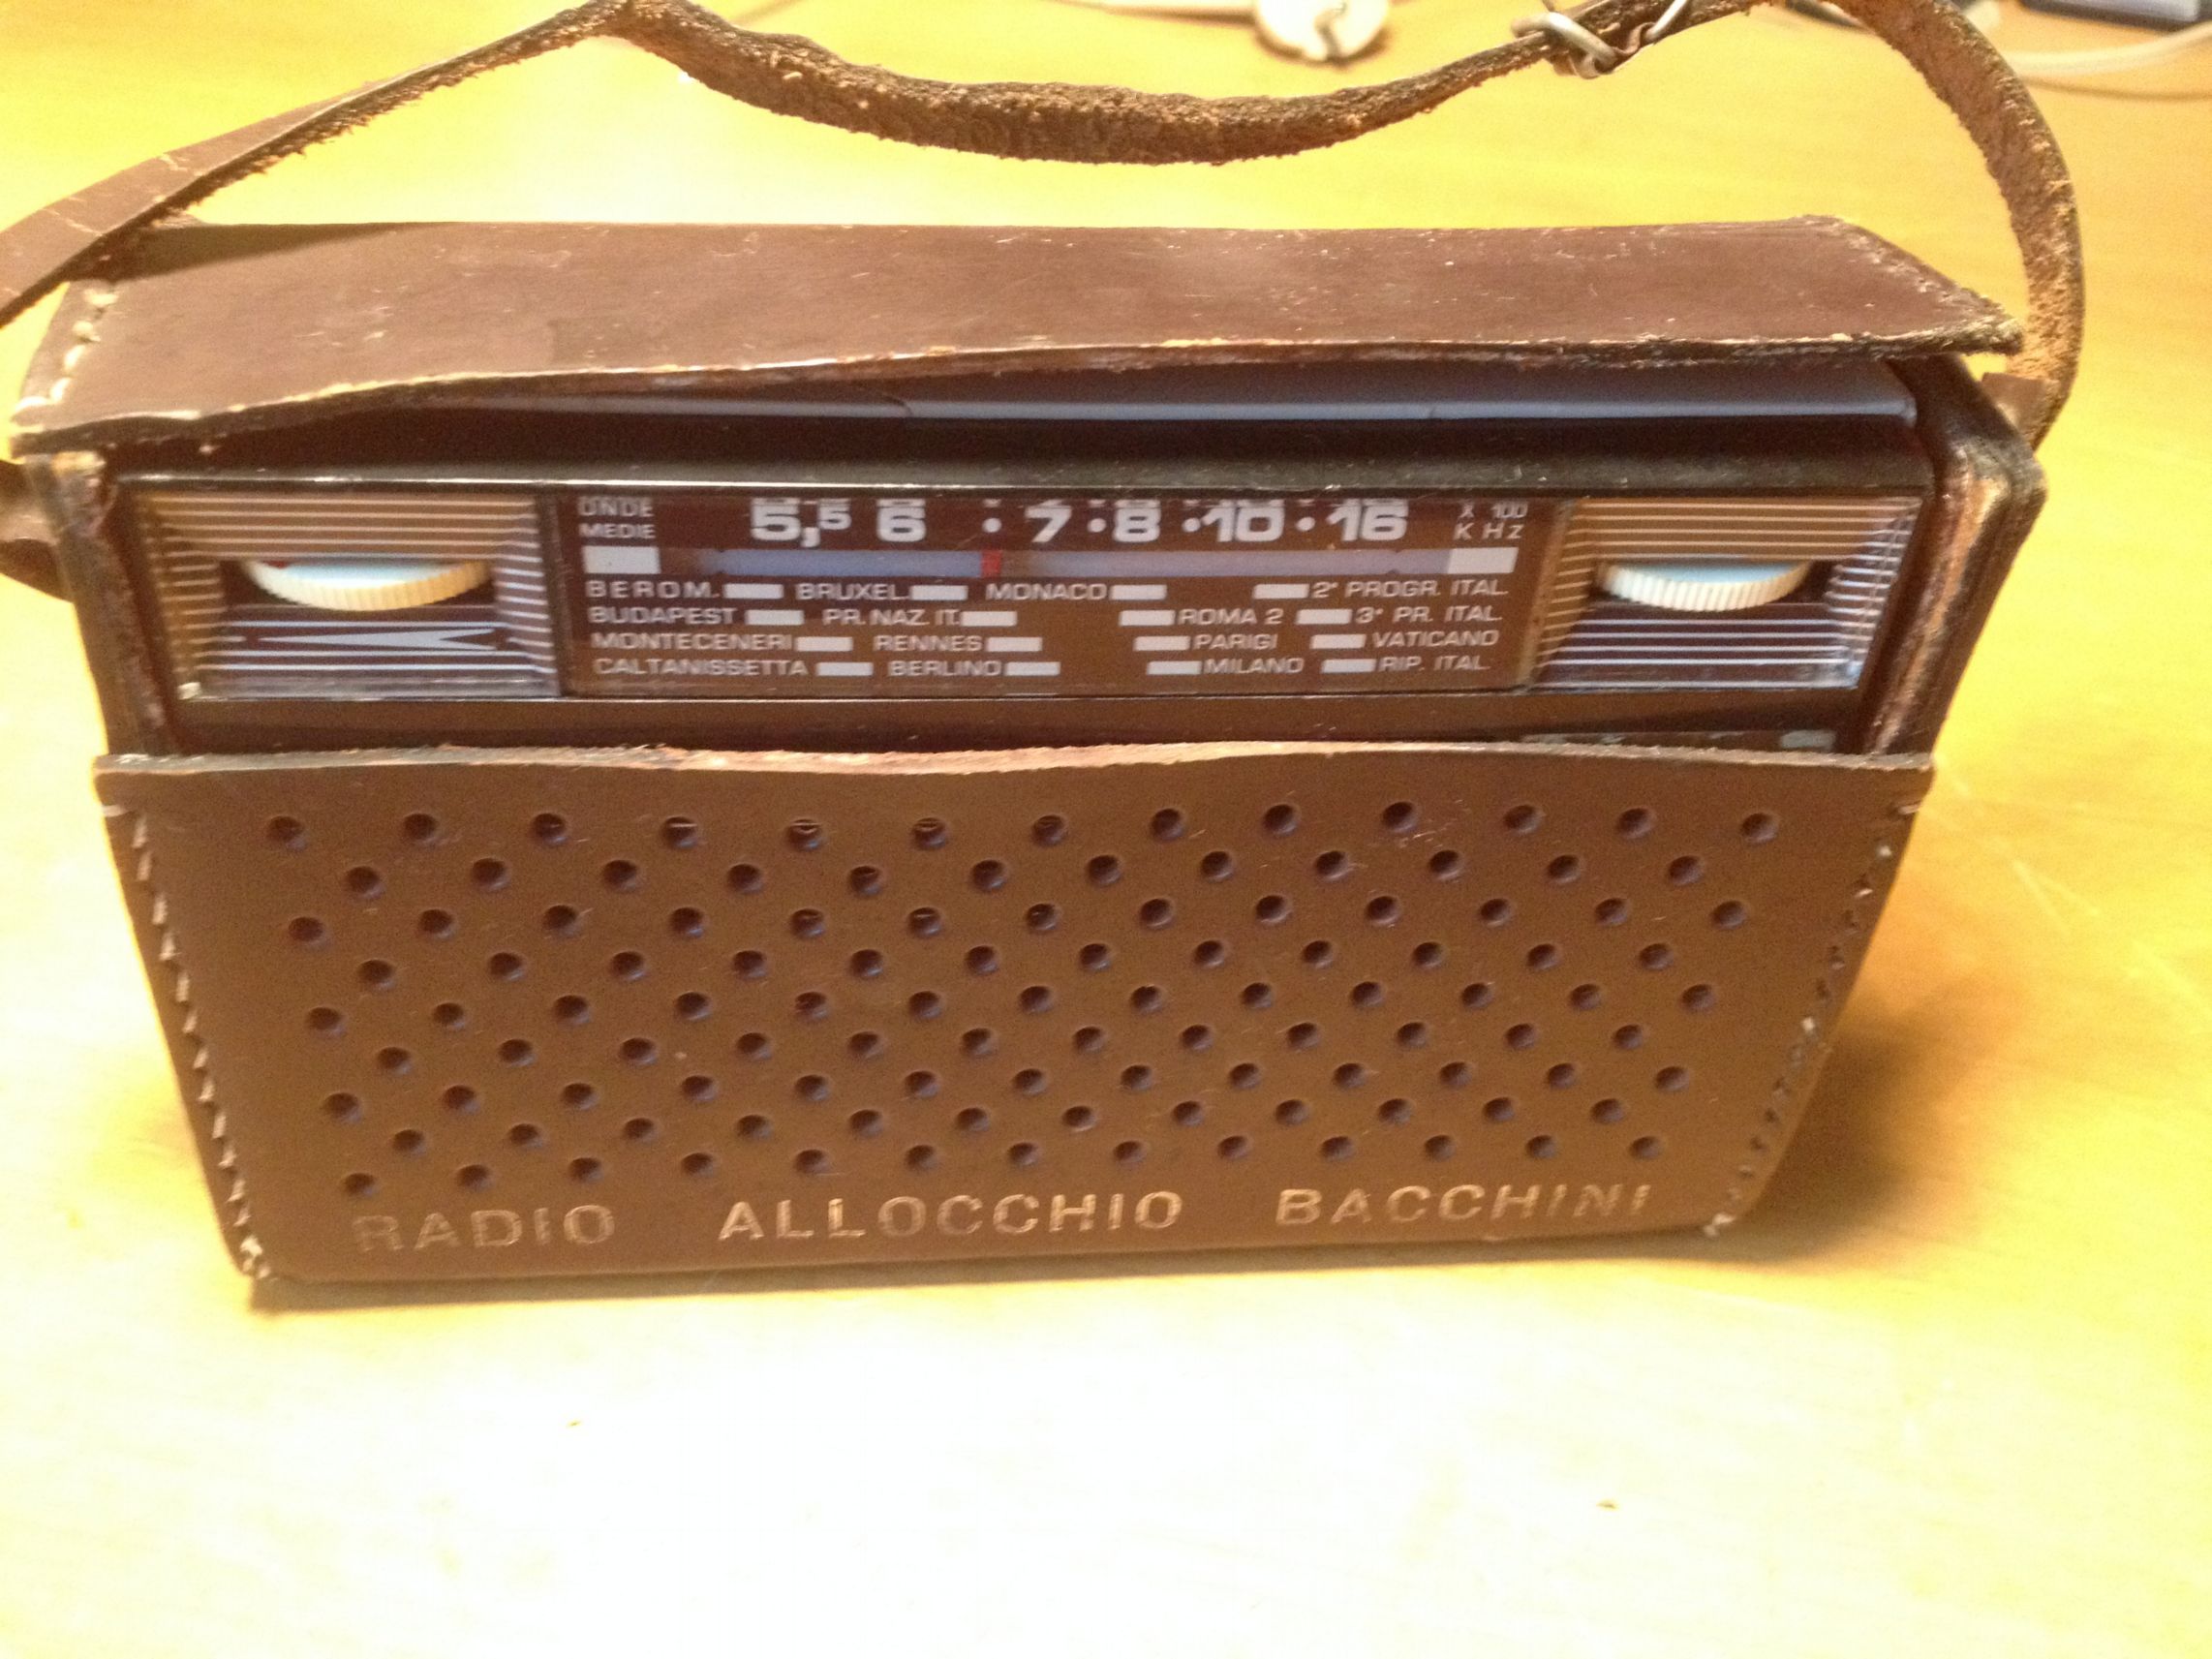 ONDE MEDIE 5,5 6 · 7 · 8 · 10 · 16 X 100 KHZ
BEROM. BRUXEL. MONACO 2° PROGR. ITAL.
BUDAPEST PR. NAZ. IT. ROMA 2 3° PR. ITAL.
MONTECENERI RENNES PARIGI VATICANO
CALTANISSETTA BERLINO MILANO RIP. ITAL.
RADIO ALLOCCHIO BACCHINI